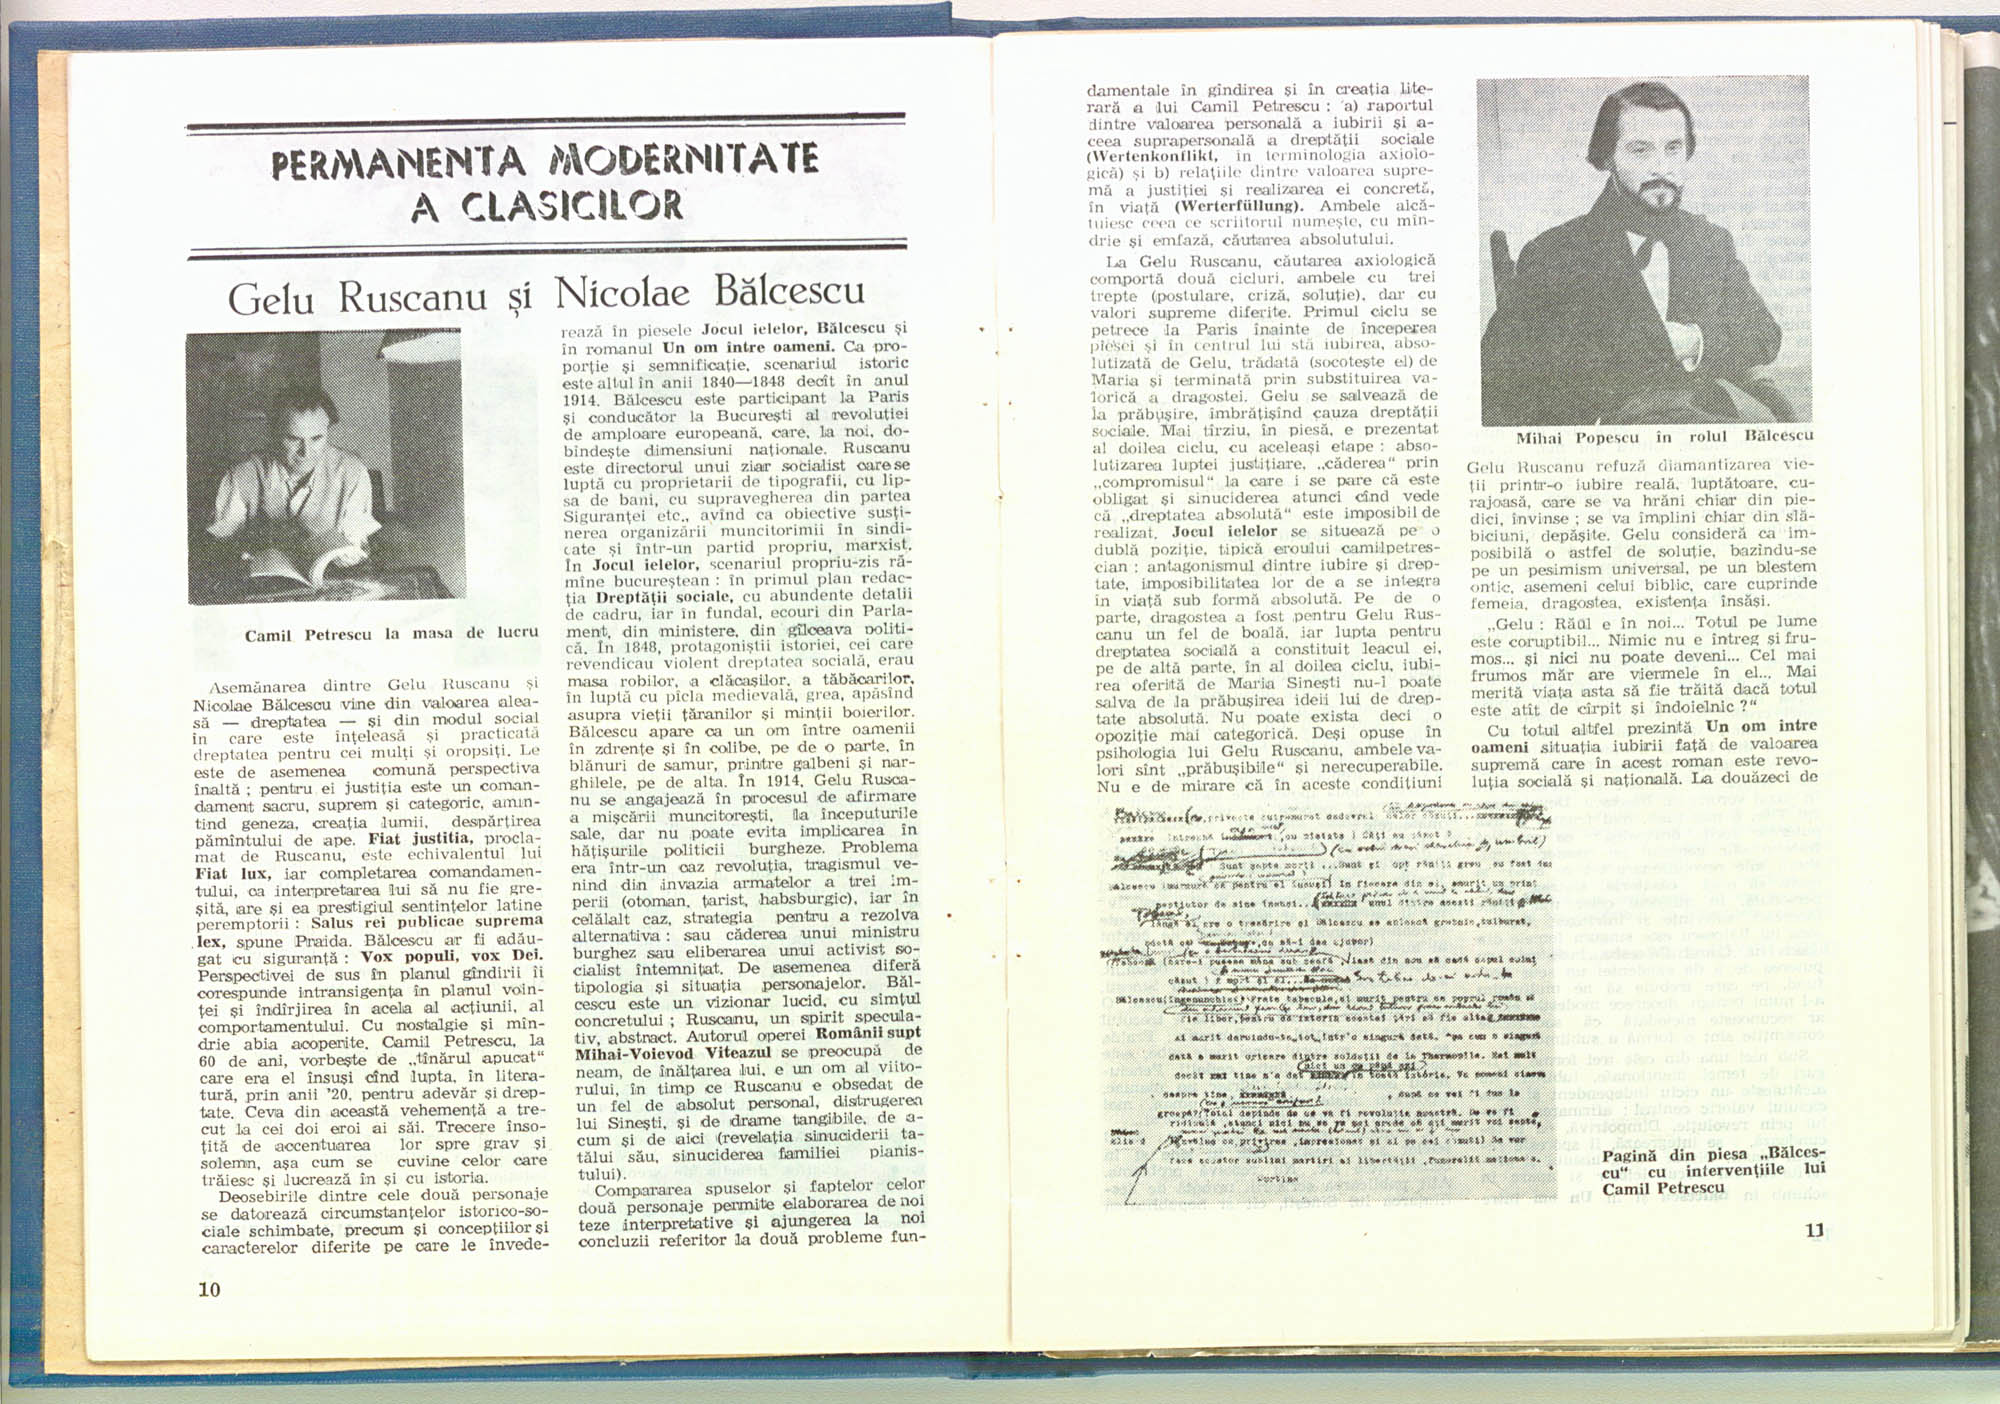 PERMANENTA MODERNITATE
A CLASICILOR
Gelu Ruscanu și Nicolae Bălcescu
Camil Petrescu la masa de lucru
Asemănarea dintre Gelu Ruscanu și
Nicolae Bălcescu vine din valoarea alea-
să — dreptatea — și din modul social
în care este înțeleasă și practicată
dreptatea pentru cei mulți și oropsiți. Le
este de asemenea comună perspectiva
înaltă ; pentru ei justiția este un coman-
dament sacru, suprem și categoric, amin-
tind geneza, creația lumii, despărțirea
pămîntului de ape. Fiat justitia, procla-
mat de Ruscanu, este echivalentul lui
Fiat lux, iar completarea comandamen-
tului, ca interpretarea lui să nu fie gre-
șită, are și ea prestigiul sentințelor latine
peremptorii : Salus rei publicae suprema
lex, spune Praida. Bălcescu ar fi adău-
gat cu siguranță : Vox populi, vox Dei.
Perspectivei de sus în planul gîndirii îi
corespunde intransigența în planul voin-
ței și îndîrjirea în acela al acțiunii, al
comportamentului. Cu nostalgie și mîn-
drie abia acoperite, Camil Petrescu, la
60 de ani, vorbește de „tînărul apucat“
care era el însuși cînd lupta, în litera-
tură, prin anii ’20, pentru adevăr și drep-
tate. Ceva din această vehemență a tre-
cut la cei doi eroi ai săi. Trecere înso-
țită de accentuarea lor spre grav și
solemn, așa cum se cuvine celor care
trăiesc și lucrează în și cu istoria.
Deosebirile dintre cele două personaje
se datorează circumstanțelor istorico-so-
ciale schimbate, precum și concepțiilor și
caracterelor diferite pe care le învede-
rează în piesele Jocul ielelor, Bălcescu și
în romanul Un om între oameni. Ca pro-
porție și semnificație, scenariul istoric
este altul în anii 1840—1848 decît în anul
1914. Bălcescu este participant la Paris
și conducător la București al revoluției
de amploare europeană, care, la noi, do-
bîndește dimensiuni naționale. Ruscanu
este directorul unui ziar socialist care se
luptă cu proprietarii de tipografii, cu lip-
sa de bani, cu supravegherea din partea
Siguranței etc., avînd ca obiective susți-
nerea organizării muncitorimii în sindi-
cate și într-un partid propriu, marxist.
În Jocul ielelor, scenariul propriu-zis ră-
mîne bucureștean : în primul plan redac-
ția Dreptății sociale, cu abundente detalii
de cadru, iar în fundal, ecouri din Parla-
ment, din ministere, din gîlceava politi-
că. În 1848, protagoniștii istoriei, cei care
revendicau violent dreptatea socială, erau
masa robilor, a clăcașilor, a tăbăcarilor,
în luptă cu pîcla medievală, grea, apăsînd
asupra vieții țăranilor și minții boierilor.
Bălcescu apare ca un om între oamenii
în zdrențe și în colibe, pe de o parte, în
blănuri de samur, printre galbeni și nar-
ghilele, pe de alta. În 1914, Gelu Rusca-
nu se angajează în procesul de afirmare
a mișcării muncitorești, la începuturile
sale, dar nu poate evita implicarea în
hățișurile politicii burgheze. Problema
era într-un caz revoluția, tragismul ve-
nind din invazia armatelor a trei im-
perii (otoman, țarist, habsburgic), iar în
celălalt caz, strategia pentru a rezolva
alternativa : sau căderea unui ministru
burghez sau eliberarea unui activist so-
cialist întemnițat. De asemenea diferă
tipologia și situația personajelor. Băl-
cescu este un vizionar lucid, cu simțul
concretului ; Ruscanu, un spirit specula-
tiv, abstract. Autorul operei Românii supt
Mihai-Voievod Viteazul se preocupă de
neam, de înălțarea lui, e un om al viito-
rului, în timp ce Ruscanu e obsedat de
un fel de absolut personal, distrugerea
lui Sinești, și de drame tangibile, de a-
cum și de aici (revelația sinuciderii ta-
tălui său, sinuciderea familiei pianis-
tului).
Compararea spuselor și faptelor celor
două personaje permite elaborarea de noi
teze interpretative și ajungerea la noi
concluzii referitor la două probleme fun-
10
damentale în gîndirea și în creația lite-
rară a lui Camil Petrescu : a) raportul
dintre valoarea personală a iubirii și a-
ceea suprapersonală a dreptății sociale
(Wertenkonflikt, în terminologia axiolo-
gică) și b) relațiile dintre valoarea supre-
mă a justiției și realizarea ei concretă,
în viață (Werterfüllung). Ambele alcă-
tuiesc ceea ce scriitorul numește, cu mîn-
drie și emfază, căutarea absolutului.
La Gelu Ruscanu, căutarea axiologică
comportă două cicluri, ambele cu trei
trepte (postulare, criză, soluție), dar cu
valori supreme diferite. Primul ciclu se
petrece la Paris înainte de începerea
piesei și în centrul lui stă iubirea, abso-
lutizată de Gelu, trădată (socotește el) de
Maria și terminată prin substituirea va-
lorică a dragostei. Gelu se salvează de
la prăbușire, îmbrățișînd cauza dreptății
sociale. Mai tîrziu, în piesă, e prezentat
al doilea ciclu, cu aceleași etape : abso-
lutizarea luptei justițiare, „căderea“ prin
„compromisul“ la care i se pare că este
obligat și sinuciderea atunci cînd vede
că „dreptatea absolută“ este imposibil de
realizat. Jocul ielelor se situează pe o
dublă poziție, tipică eroului camilpetres-
cian : antagonismul dintre iubire și drep-
tate, imposibilitatea lor de a se integra
în viață sub formă absolută. Pe de o
parte, dragostea a fost pentru Gelu Rus-
canu un fel de boală, iar lupta pentru
dreptatea socială a constituit leacul ei,
pe de altă parte, în al doilea ciclu, iubi-
rea oferită de Maria Sinești nu-l poate
salva de la prăbușirea ideii lui de drep-
tate absolută. Nu poate exista deci o
opoziție mai categorică. Deși opuse în
psihologia lui Gelu Ruscanu, ambele va-
lori sînt „prăbușibile“ și nerecuperabile.
Nu e de mirare că în aceste condițiuni
Mihai Popescu în rolul Bălcescu
Gelu Ruscanu refuză diamantizarea vie-
ții printr-o iubire reală, luptătoare, cu-
rajoasă, care se va hrăni chiar din pie-
dici, învinse ; se va împlini chiar din slă-
biciuni, depășite. Gelu consideră ca im-
posibilă o astfel de soluție, bazîndu-se
pe un pesimism universal, pe un blestem
ontic, asemeni celui biblic, care cuprinde
femeia, dragostea, existența însăși.
„Gelu : Răul e în noi... Totul pe lume
este coruptibil... Nimic nu e întreg și fru-
mos... și nici nu poate deveni... Cel mai
frumos măr are viermele în el... Mai
merită viața asta să fie trăită dacă totul
este atît de cîrpit și îndoielnic ?“
Cu totul altfel prezintă Un om între
oameni situația iubirii față de valoarea
supremă care în acest roman este revo-
luția socială și națională. La douăzeci de
Pagină din piesa „Bălces-
cu“ cu intervențiile lui
Camil Petrescu
11